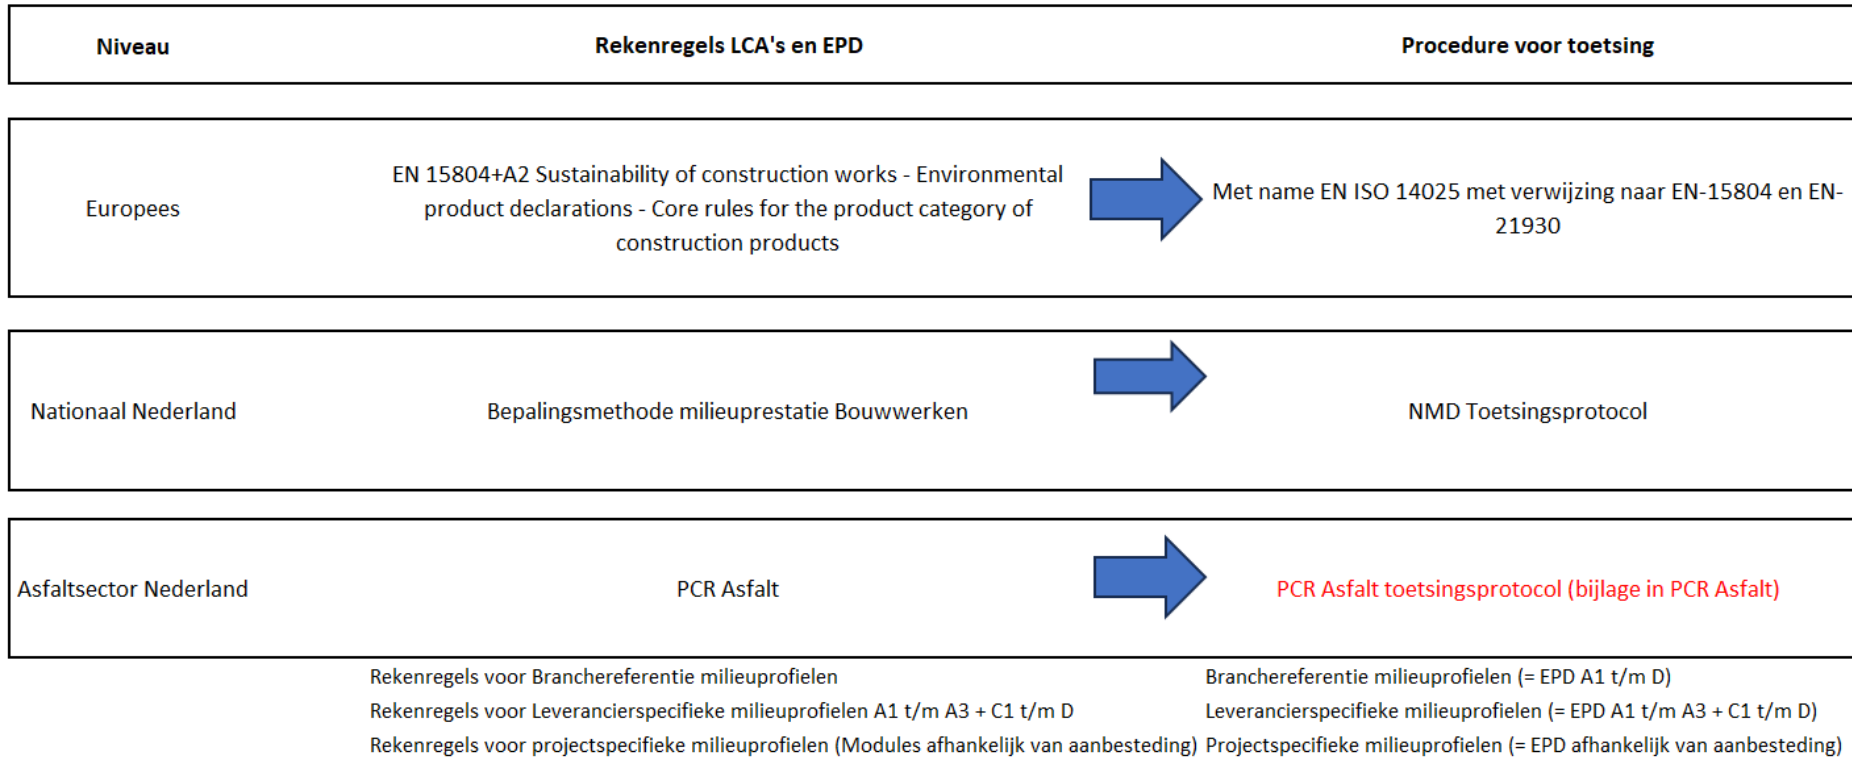 Niveau
Rekenregels LCA's en EPD
Procedure voor toetsing
Europees
EN 15804+A2 Sustainability of construction works - Environmental
product declarations - Core rules for the product category of
construction products
Met name EN ISO 14025 met verwijzing naar EN-15804 en EN-
21930
Nationaal Nederland
Bepalingsmethode milieuprestatie Bouwwerken
NMD Toetsingsprotocol
Asfaltsector Nederland
PCR Asfalt
PCR Asfalt toetsingsprotocol (bijlage in PCR Asfalt)
Rekenregels voor Branchereferentie milieuprofielen
Rekenregels voor Leverancierspecifieke milieuprofielen A1 t/m A3 + C1 t/m D
Rekenregels voor projectspecifieke milieuprofielen (Modules afhankelijk van aanbesteding)
Branchereferentie milieuprofielen (= EPD A1 t/m D)
Leverancierspecifieke milieuprofielen (= EPD A1 t/m A3 + C1 t/m D)
Projectspecifieke milieuprofielen (= EPD afhankelijk van aanbesteding)